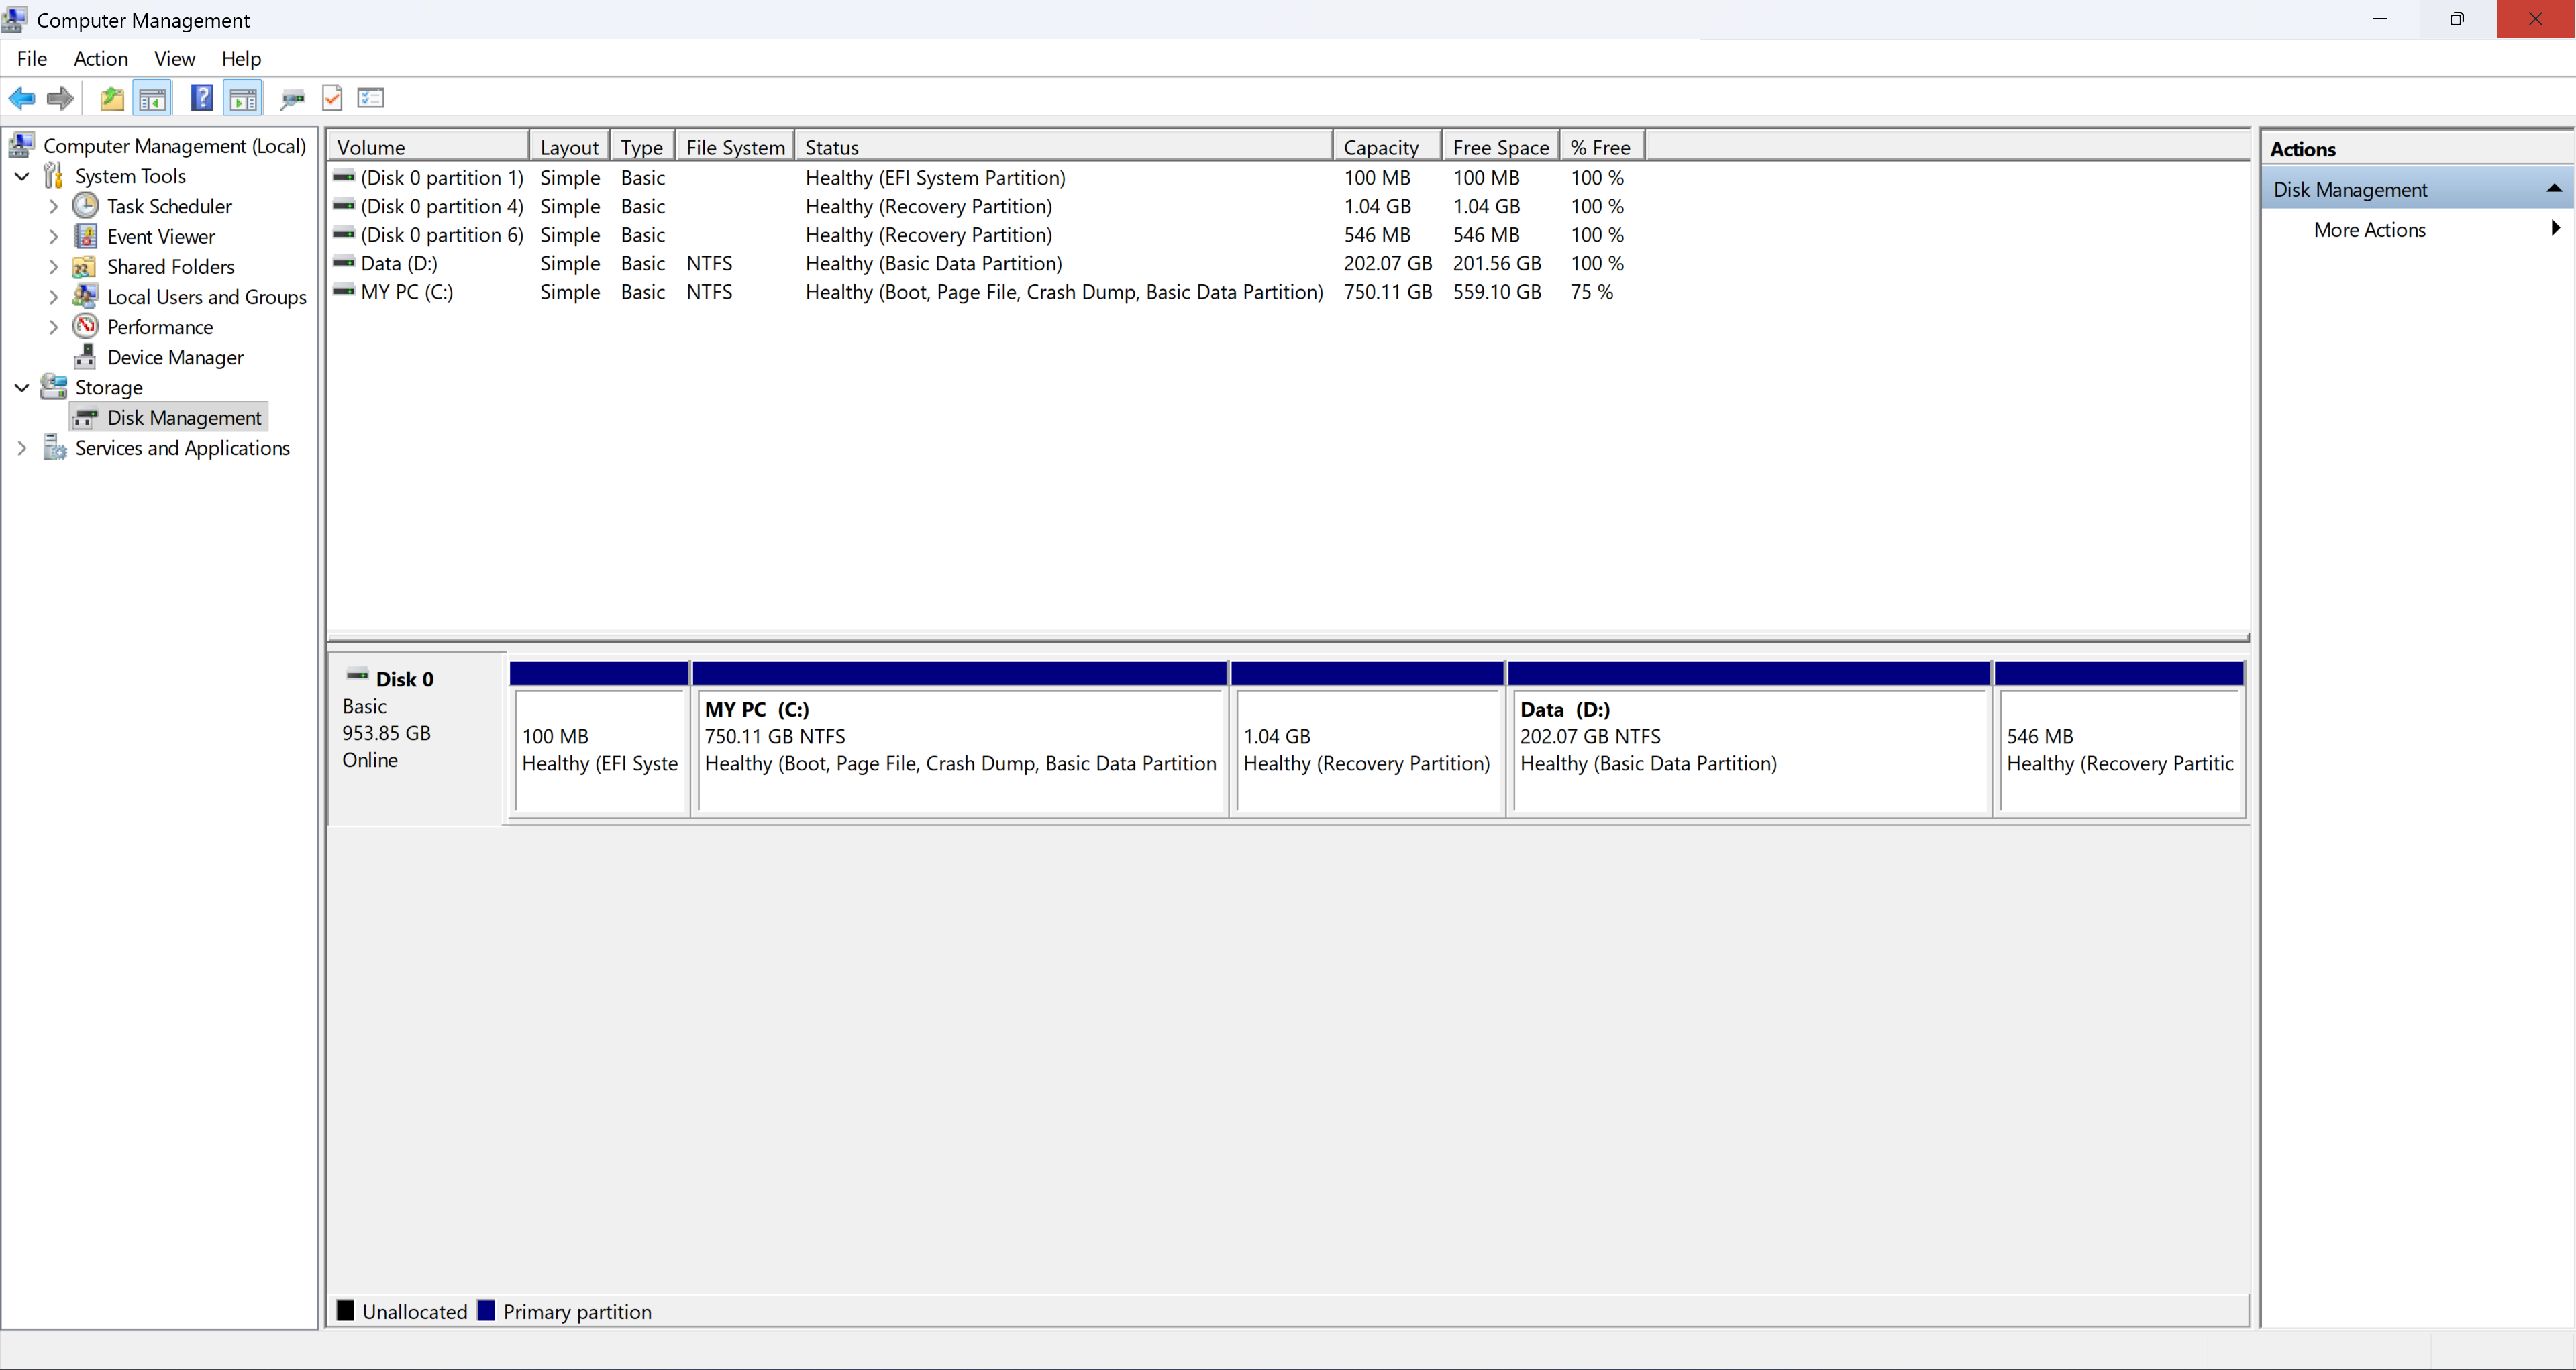 Computer Management
File Action View Help
Computer Management (Local)
System Tools
Task Scheduler
Event Viewer
Shared Folders
Local Users and Groups
Performance
Device Manager
Storage
Disk Management
Services and Applications
Volume Layout Type File System Status Capacity Free Space % Free
(Disk 0 partition 1) Simple Basic Healthy (EFI System Partition) 100 MB 100 MB 100 %
(Disk 0 partition 4) Simple Basic Healthy (Recovery Partition) 1.04 GB 1.04 GB 100 %
(Disk 0 partition 6) Simple Basic Healthy (Recovery Partition) 546 MB 546 MB 100 %
Data (D:) Simple Basic NTFS Healthy (Basic Data Partition) 202.07 GB 201.56 GB 100 %
MY PC (C:) Simple Basic NTFS Healthy (Boot, Page File, Crash Dump, Basic Data Partition) 750.11 GB 559.10 GB 75 %
Disk 0
Basic
953.85 GB
Online
100 MB
Healthy (EFI Syste
MY PC (C:)
750.11 GB NTFS
Healthy (Boot, Page File, Crash Dump, Basic Data Partition
1.04 GB
Healthy (Recovery Partition)
Data (D:)
202.07 GB NTFS
Healthy (Basic Data Partition)
546 MB
Healthy (Recovery Partitic
Unallocated Primary partition
Actions
Disk Management
More Actions